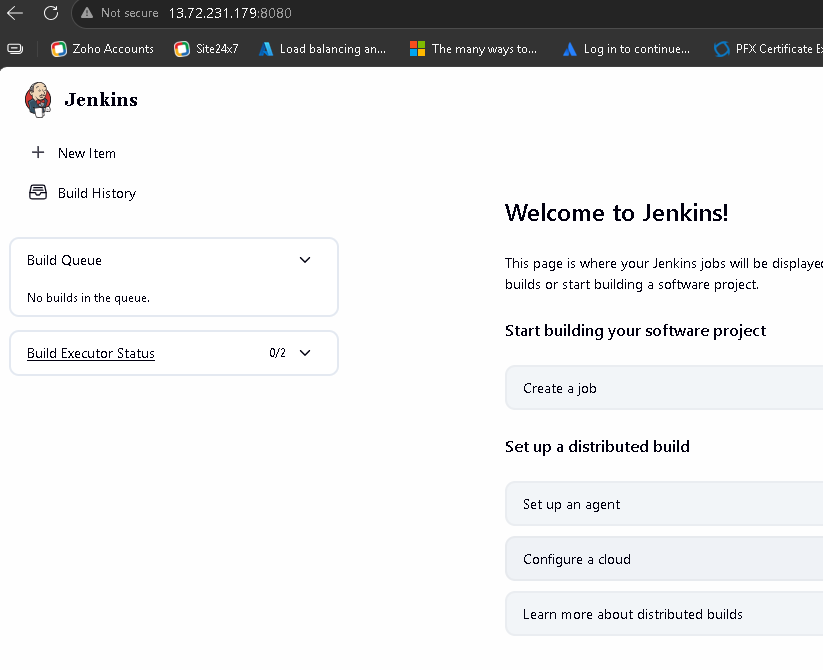 Not secure 13.72.231.179:8080
Zoho Accounts Site24x7 Load balancing an... The many ways to... Log in to continue... PFX Certificate
Jenkins
New Item
Build History
Welcome to Jenkins!
Build Queue
This page is where your Jenkins jobs will be displayed
builds or start building a software project.
No builds in the queue.
Start building your software project
Build Executor Status 0/2
Create a job
Set up a distributed build
Set up an agent
Configure a cloud
Learn more about distributed builds